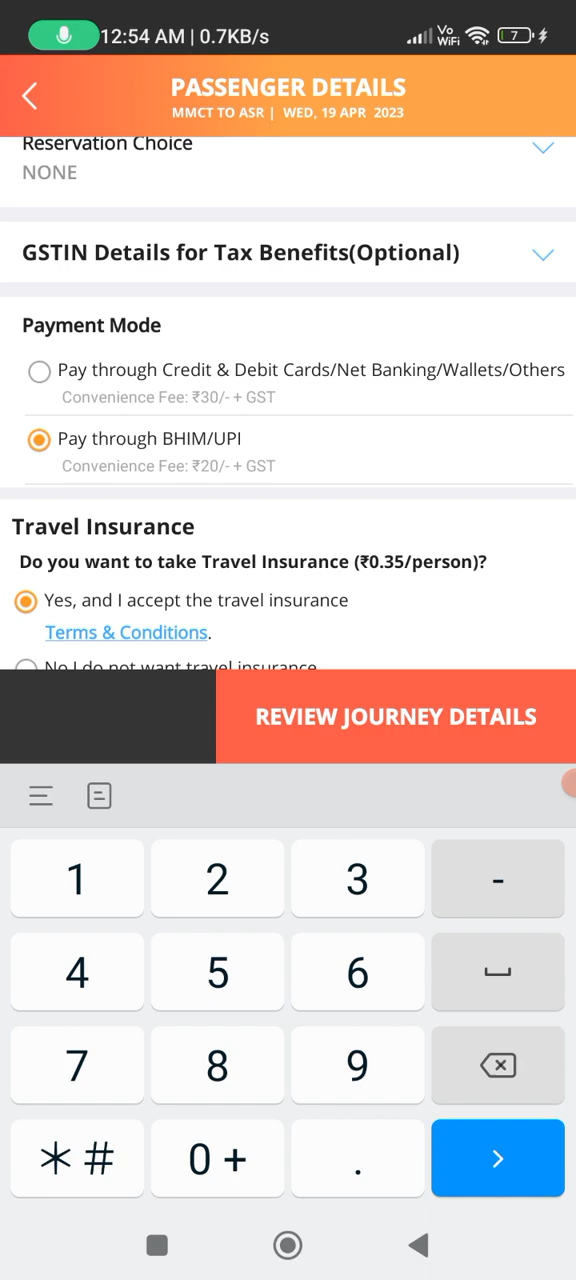 12:54 AM | 0.7KB/s
Vo
WiFi
7
PASSENGER DETAILS
MMCT TO ASR | WED, 19 APR 2023
Reservation Choice
NONE
GSTIN Details for Tax Benefits(Optional)
Payment Mode
Pay through Credit & Debit Cards/Net Banking/Wallets/Others
Convenience Fee: ₹30/- + GST
Pay through BHIM/UPI
Convenience Fee: ₹20/- + GST
Travel Insurance
Do you want to take Travel Insurance (₹0.35/person)?
Yes, and I accept the travel insurance
Terms & Conditions.
No I do not want travel insurance
REVIEW JOURNEY DETAILS
1 2 3 -
4 5 6
7 8 9
* # 0 + .